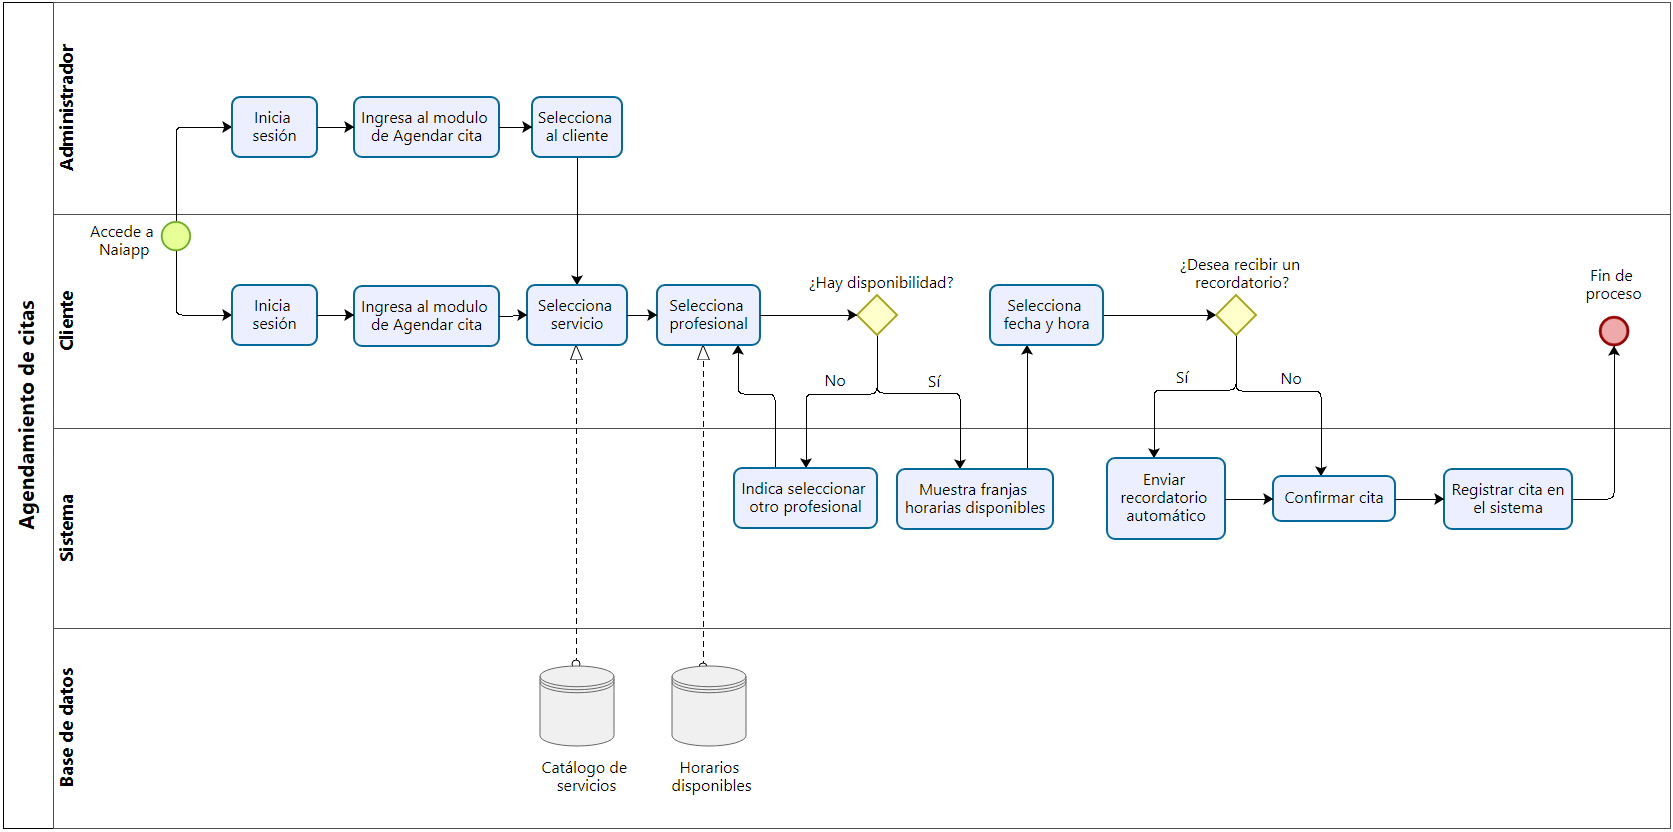 Agendamiento de citas
Administrador
Inicia
sesión
Ingresa al modulo
de Agendar cita
Selecciona
al cliente
Cliente
Accede a
Naiapp
Inicia
sesión
Ingresa al modulo
de Agendar cita
Selecciona
servicio
Selecciona
profesional
¿Hay disponibilidad?
No
Sí
Selecciona
fecha y hora
¿Desea recibir un
recordatorio?
Sí
No
Fin de
proceso
Sistema
Indica seleccionar
otro profesional
Muestra franjas
horarias disponibles
Enviar
recordatorio
automático
Confirmar cita
Registrar cita en
el sistema
Base de datos
Catálogo de
servicios
Horarios
disponibles